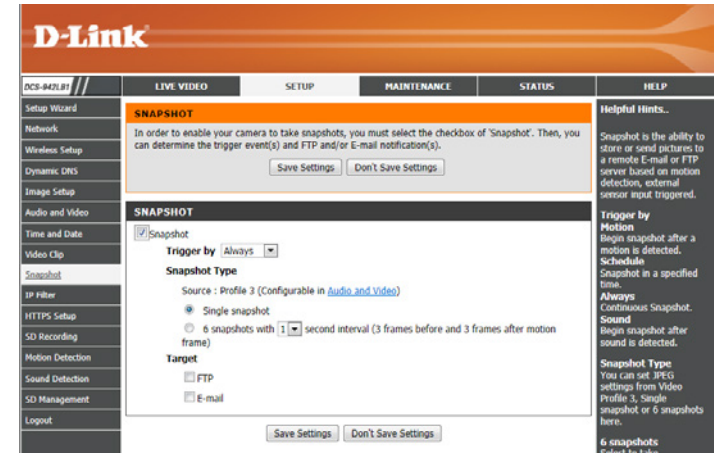 D-Link
DCS-942LB1
LIVE VIDEO
SETUP
MAINTENANCE
STATUS
HELP
Setup Wizard
Network
Wireless Setup
Dynamic DNS
Image Setup
Audio and Video
Time and Date
Video Clip
Snapshot
IP Filter
HTTPS Setup
SD Recording
Motion Detection
Sound Detection
SD Management
Logout
SNAPSHOT
In order to enable your camera to take snapshots, you must select the checkbox of 'Snapshot'. Then, you
can determine the trigger event(s) and FTP and/or E-mail notification(s).
Save Settings
Don't Save Settings
SNAPSHOT
Snapshot
Trigger by Always
Snapshot Type
Source : Profile 3 (Configurable in Audio and Video)
Single snapshot
6 snapshots with 1 second interval (3 frames before and 3 frames after motion
frame)
Target
FTP
E-mail
Save Settings
Don't Save Settings
Helpful Hints..
Snapshot is the ability to
store or send pictures to
a remote E-mail or FTP
server based on motion
detection, external
sensor input triggered.
Trigger by
Motion
Begin snapshot after a
motion is detected.
Schedule
Snapshot in a specified
time.
Always
Continuous Snapshot.
Sound
Begin snapshot after
sound is detected.
Snapshot Type
You can set JPEG
settings from Video
Profile 3, Single
snapshot or 6 snapshots
here.
6 snapshots